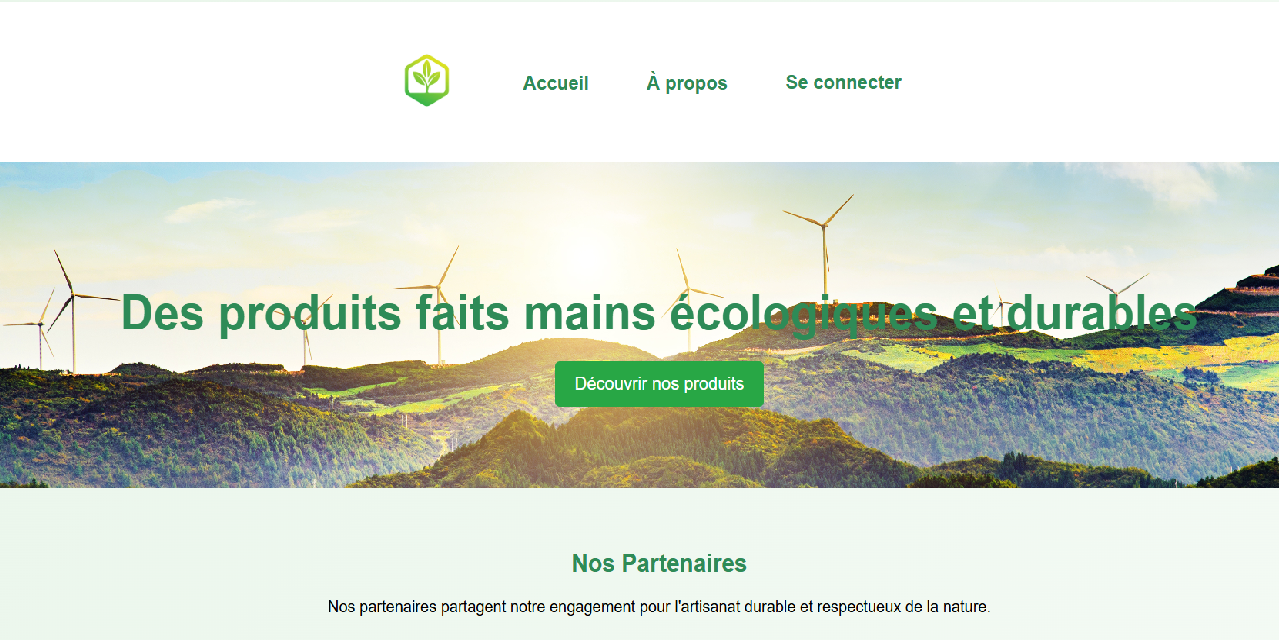 Accueil
À propos
Se connecter
Des produits faits mains écologiques et durables
Découvrir nos produits
Nos Partenaires
Nos partenaires partagent notre engagement pour l'artisanat durable et respectueux de la nature.